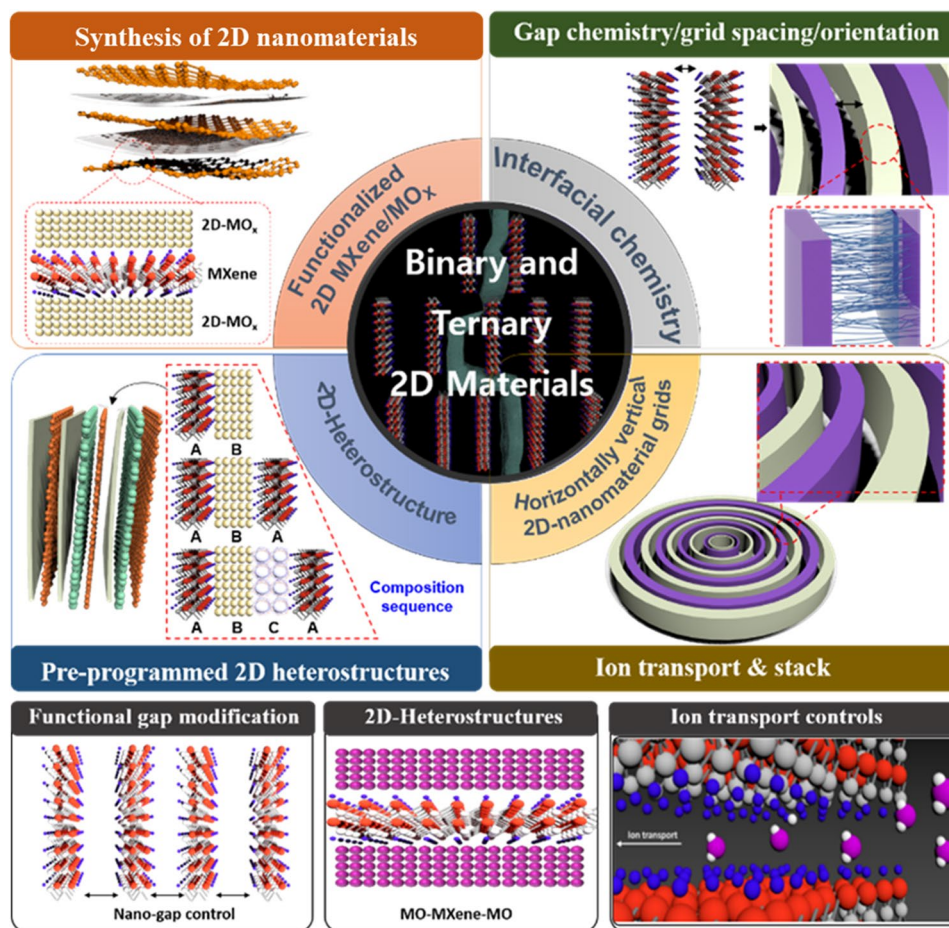 Synthesis of 2D nanomaterials
Gap chemistry/grid spacing/orientation
2D-MOx
MXene
2D-MOx
Functionalized
2D MXene/MOx
Interfacial chemistry
Binary and
Ternary
2D Materials
2D-Heterostructure
Horizontally vertical
2D-nanomaterial grids
A B
A B A
A B C A
Composition
sequence
Pre-programmed 2D heterostructures
Ion transport & stack
Functional gap modification
Nano-gap control
2D-Heterostructures
MO-MXene-MO
Ion transport controls
Ion transport